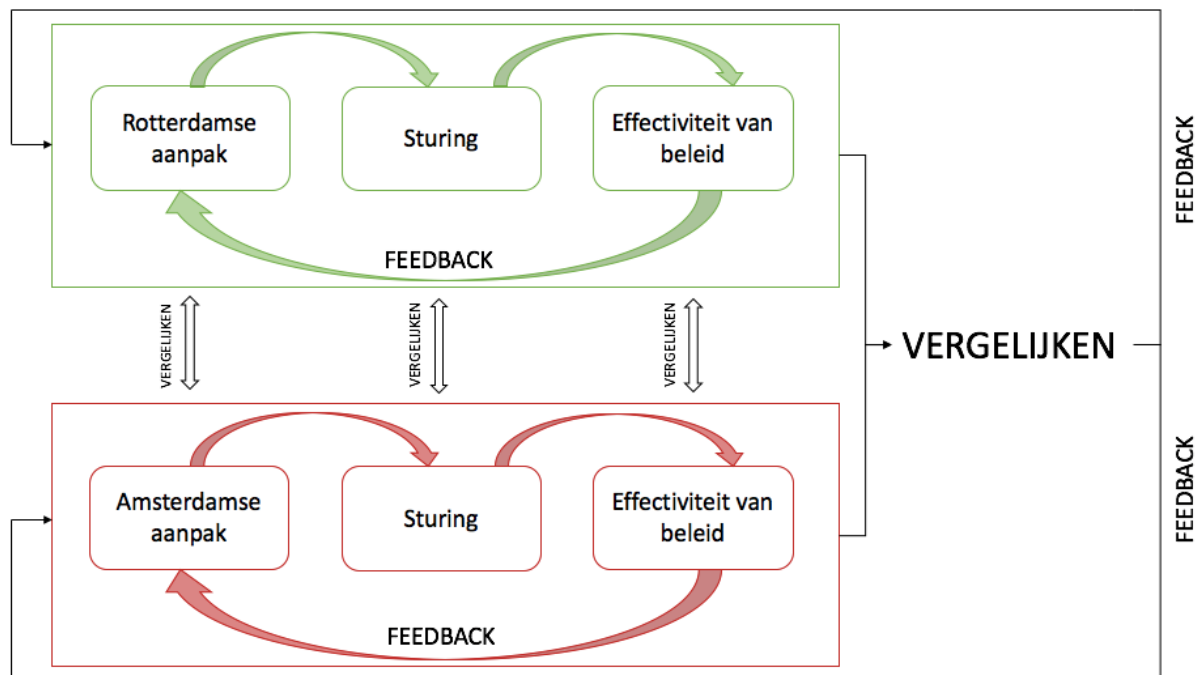 Rotterdamse
aanpak
Sturing
Effectiviteit van
beleid
FEEDBACK
VERGELIJKEN
VERGELIJKEN
VERGELIJKEN
Amsterdamse
aanpak
Sturing
Effectiviteit van
beleid
FEEDBACK
VERGELIJKEN
FEEDBACK
FEEDBACK